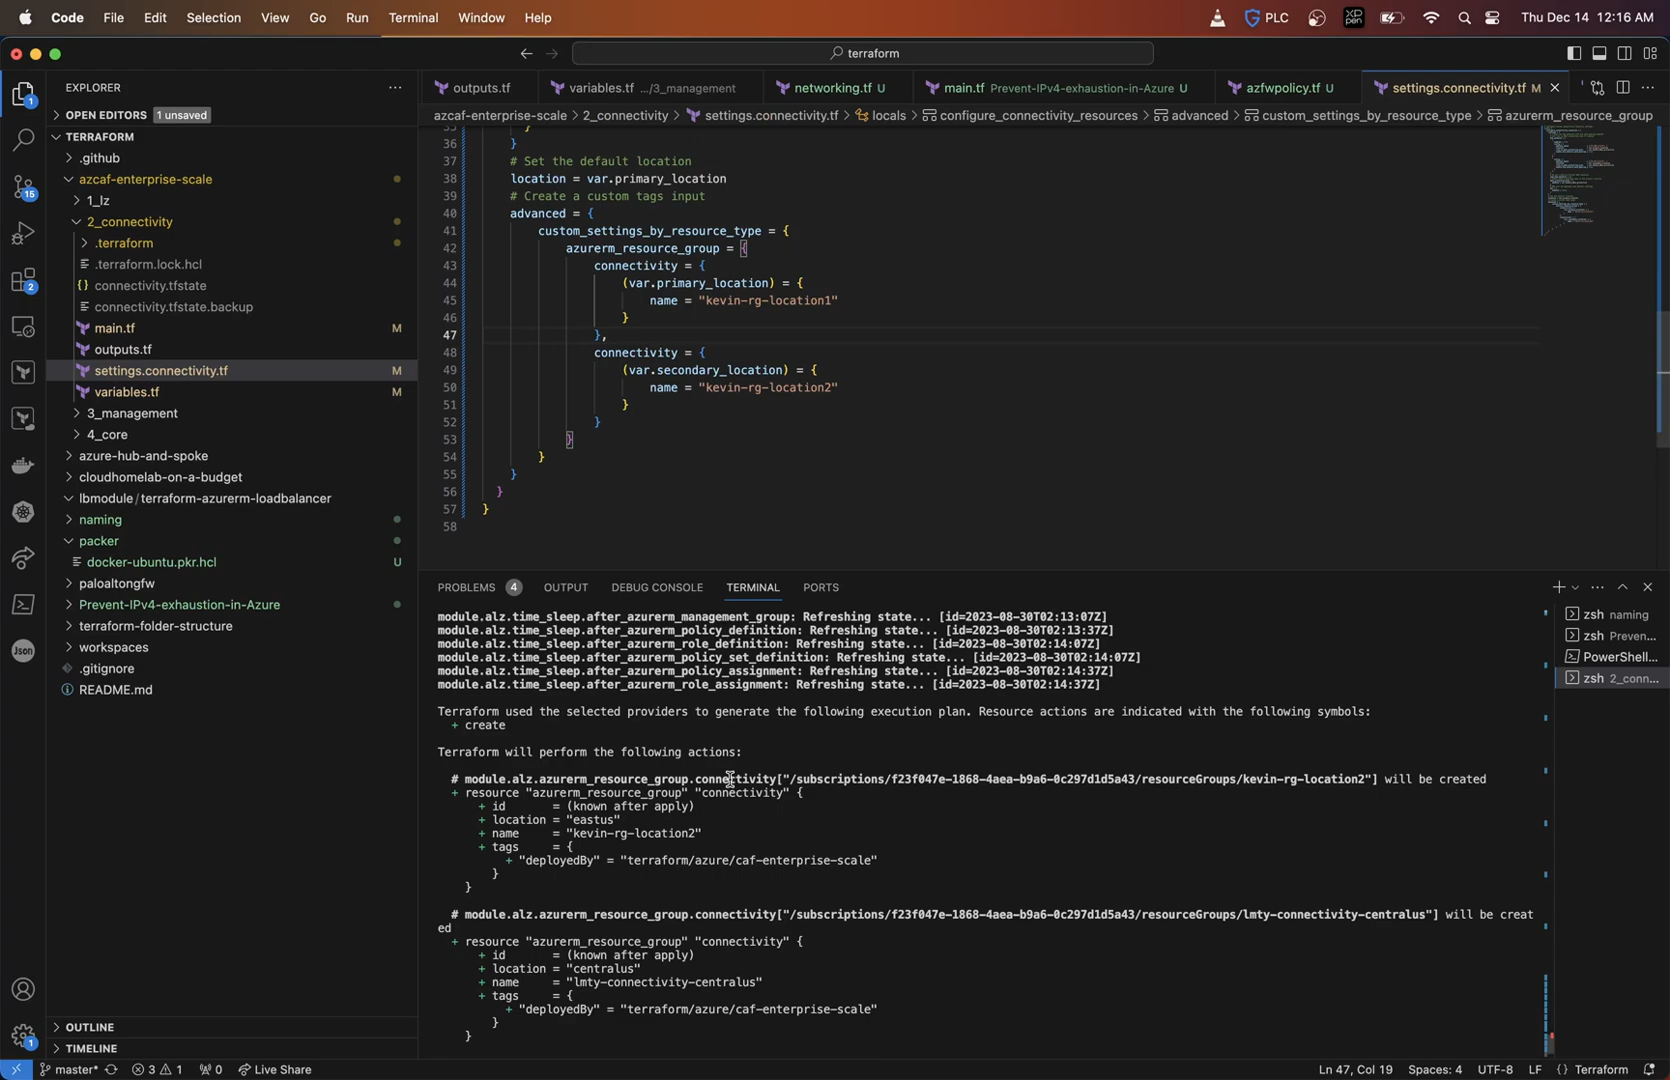 Code File Edit Selection View Go Run Terminal Window Help
PLC
XP PEN
Thu Dec 14 12:16 AM
terraform
EXPLORER
OPEN EDITORS 1 unsaved
TERRAFORM
.github
azcaf-enterprise-scale
1_lz
2_connectivity
.terraform
.terraform.lock.hcl
connectivity.tfstate
connectivity.tfstate.backup
main.tf M
outputs.tf
settings.connectivity.tf M
variables.tf M
3_management
4_core
azure-hub-and-spoke
cloudhomelab-on-a-budget
lbmodule / terraform-azurerm-loadbalancer
naming
packer
docker-ubuntu.pkr.hcl U
paloaltongfw
Prevent-IPv4-exhaustion-in-Azure
terraform-folder-structure
workspaces
.gitignore
README.md
OUTLINE
TIMELINE
1
15
2
Json
1
outputs.tf
variables.tf .../3_management
networking.tf U
main.tf Prevent-IPv4-exhaustion-in-Azure U
azfwpolicy.tf U
settings.connectivity.tf M
azcaf-enterprise-scale > 2_connectivity > settings.connectivity.tf > locals > configure_connectivity_resources > advanced > custom_settings_by_resource_type > azurerm_resource_group
35 }
36 }
37 # Set the default location
38 location = var.primary_location
39 # Create a custom tags input
40 advanced = {
41 custom_settings_by_resource_type = {
42 azurerm_resource_group = {
43 connectivity = {
44 (var.primary_location) = {
45 name = "kevin-rg-location1"
46 }
47 },
48 connectivity = {
49 (var.secondary_location) = {
50 name = "kevin-rg-location2"
51 }
52 }
53 }
54 }
55 }
56 }
57 }
58
PROBLEMS 4 OUTPUT DEBUG CONSOLE TERMINAL PORTS
module.alz.time_sleep.after_azurerm_management_group: Refreshing state... [id=2023-08-30T02:13:07Z]
module.alz.time_sleep.after_azurerm_policy_definition: Refreshing state... [id=2023-08-30T02:13:37Z]
module.alz.time_sleep.after_azurerm_role_definition: Refreshing state... [id=2023-08-30T02:14:07Z]
module.alz.time_sleep.after_azurerm_policy_set_definition: Refreshing state... [id=2023-08-30T02:14:07Z]
module.alz.time_sleep.after_azurerm_policy_assignment: Refreshing state... [id=2023-08-30T02:14:37Z]
module.alz.time_sleep.after_azurerm_role_assignment: Refreshing state... [id=2023-08-30T02:14:37Z]
Terraform used the selected providers to generate the following execution plan. Resource actions are indicated with the following symbols:
+ create
Terraform will perform the following actions:
# module.alz.azurerm_resource_group.connectivity["/subscriptions/f23f047e-1868-4aea-b9a6-0c297d1d5a43/resourceGroups/kevin-rg-location2"] will be created
+ resource "azurerm_resource_group" "connectivity" {
+ id = (known after apply)
+ location = "eastus"
+ name = "kevin-rg-location2"
+ tags = {
+ "deployedBy" = "terraform/azure/caf-enterprise-scale"
}
}
# module.alz.azurerm_resource_group.connectivity["/subscriptions/f23f047e-1868-4aea-b9a6-0c297d1d5a43/resourceGroups/lmty-connectivity-centralus"] will be creat
ed
+ resource "azurerm_resource_group" "connectivity" {
+ id = (known after apply)
+ location = "centralus"
+ name = "lmty-connectivity-centralus"
+ tags = {
+ "deployedBy" = "terraform/azure/caf-enterprise-scale"
}
}
zsh naming
zsh Preven...
PowerShell...
zsh 2_conn...
master* 3 1 0 Live Share
Ln 47, Col 19 Spaces: 4 UTF-8 LF {} Terraform